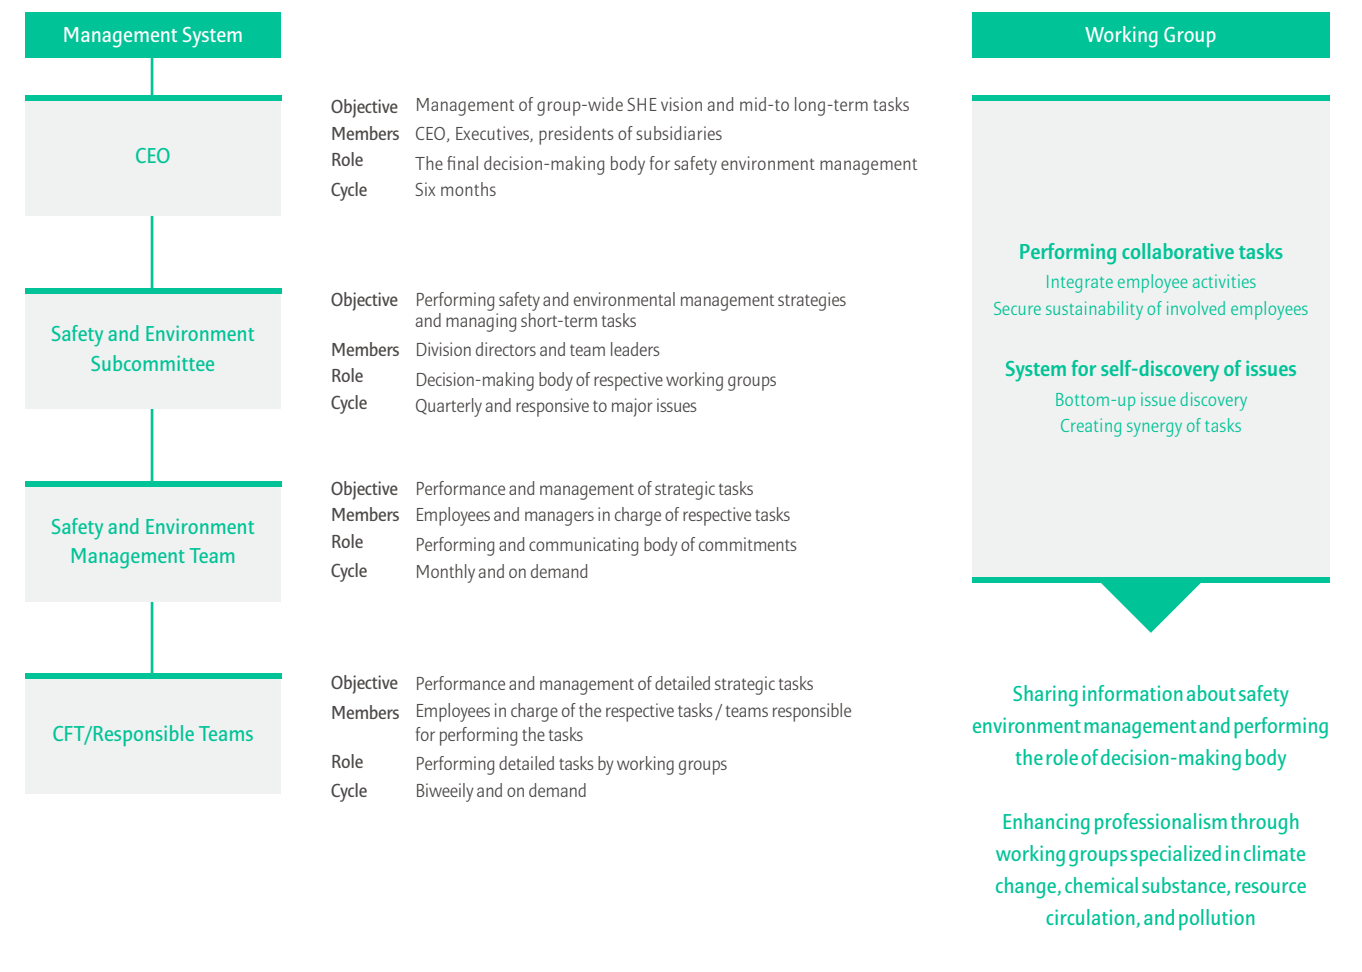 Management System
CEO
Objective Management of group-wide SHE vision and mid-to long-term tasks
Members CEO, Executives, presidents of subsidiaries
Role The final decision-making body for safety environment management
Cycle Six months
Safety and Environment
Subcommittee
Objective Performing safety and environmental management strategies
and managing short-term tasks
Members Division directors and team leaders
Role Decision-making body of respective working groups
Cycle Quarterly and responsive to major issues
Safety and Environment
Management Team
Objective Performance and management of strategic tasks
Members Employees and managers in charge of respective tasks
Role Performing and communicating body of commitments
Cycle Monthly and on demand
CFT/Responsible Teams
Objective Performance and management of detailed strategic tasks
Members Employees in charge of the respective tasks / teams responsible
for performing the tasks
Role Performing detailed tasks by working groups
Cycle Biweeily and on demand
Working Group
Performing collaborative tasks
Integrate employee activities
Secure sustainability of involved employees
System for self-discovery of issues
Bottom-up issue discovery
Creating synergy of tasks
Sharing information about safety
environment management and performing
the role of decision-making body
Enhancing professionalism through
working groups specialized in climate
change, chemical substance, resource
circulation, and pollution